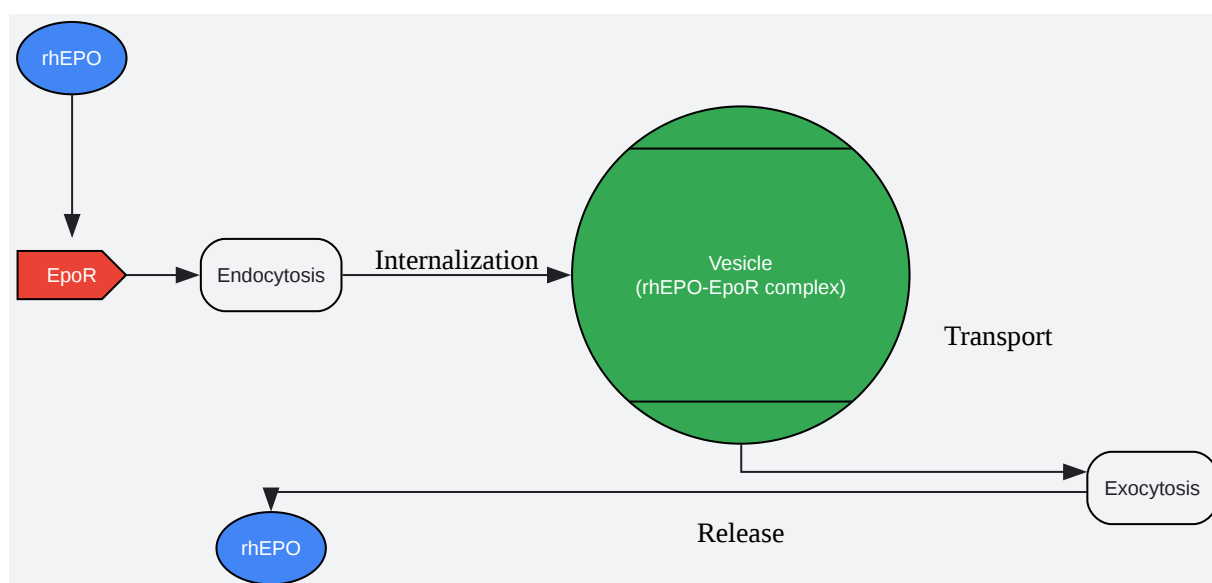 rhEPO
EpoR
Endocytosis
Internalization
Vesicle
(rhEPO-EpoR complex)
Transport
Exocytosis
Release
rhEPO